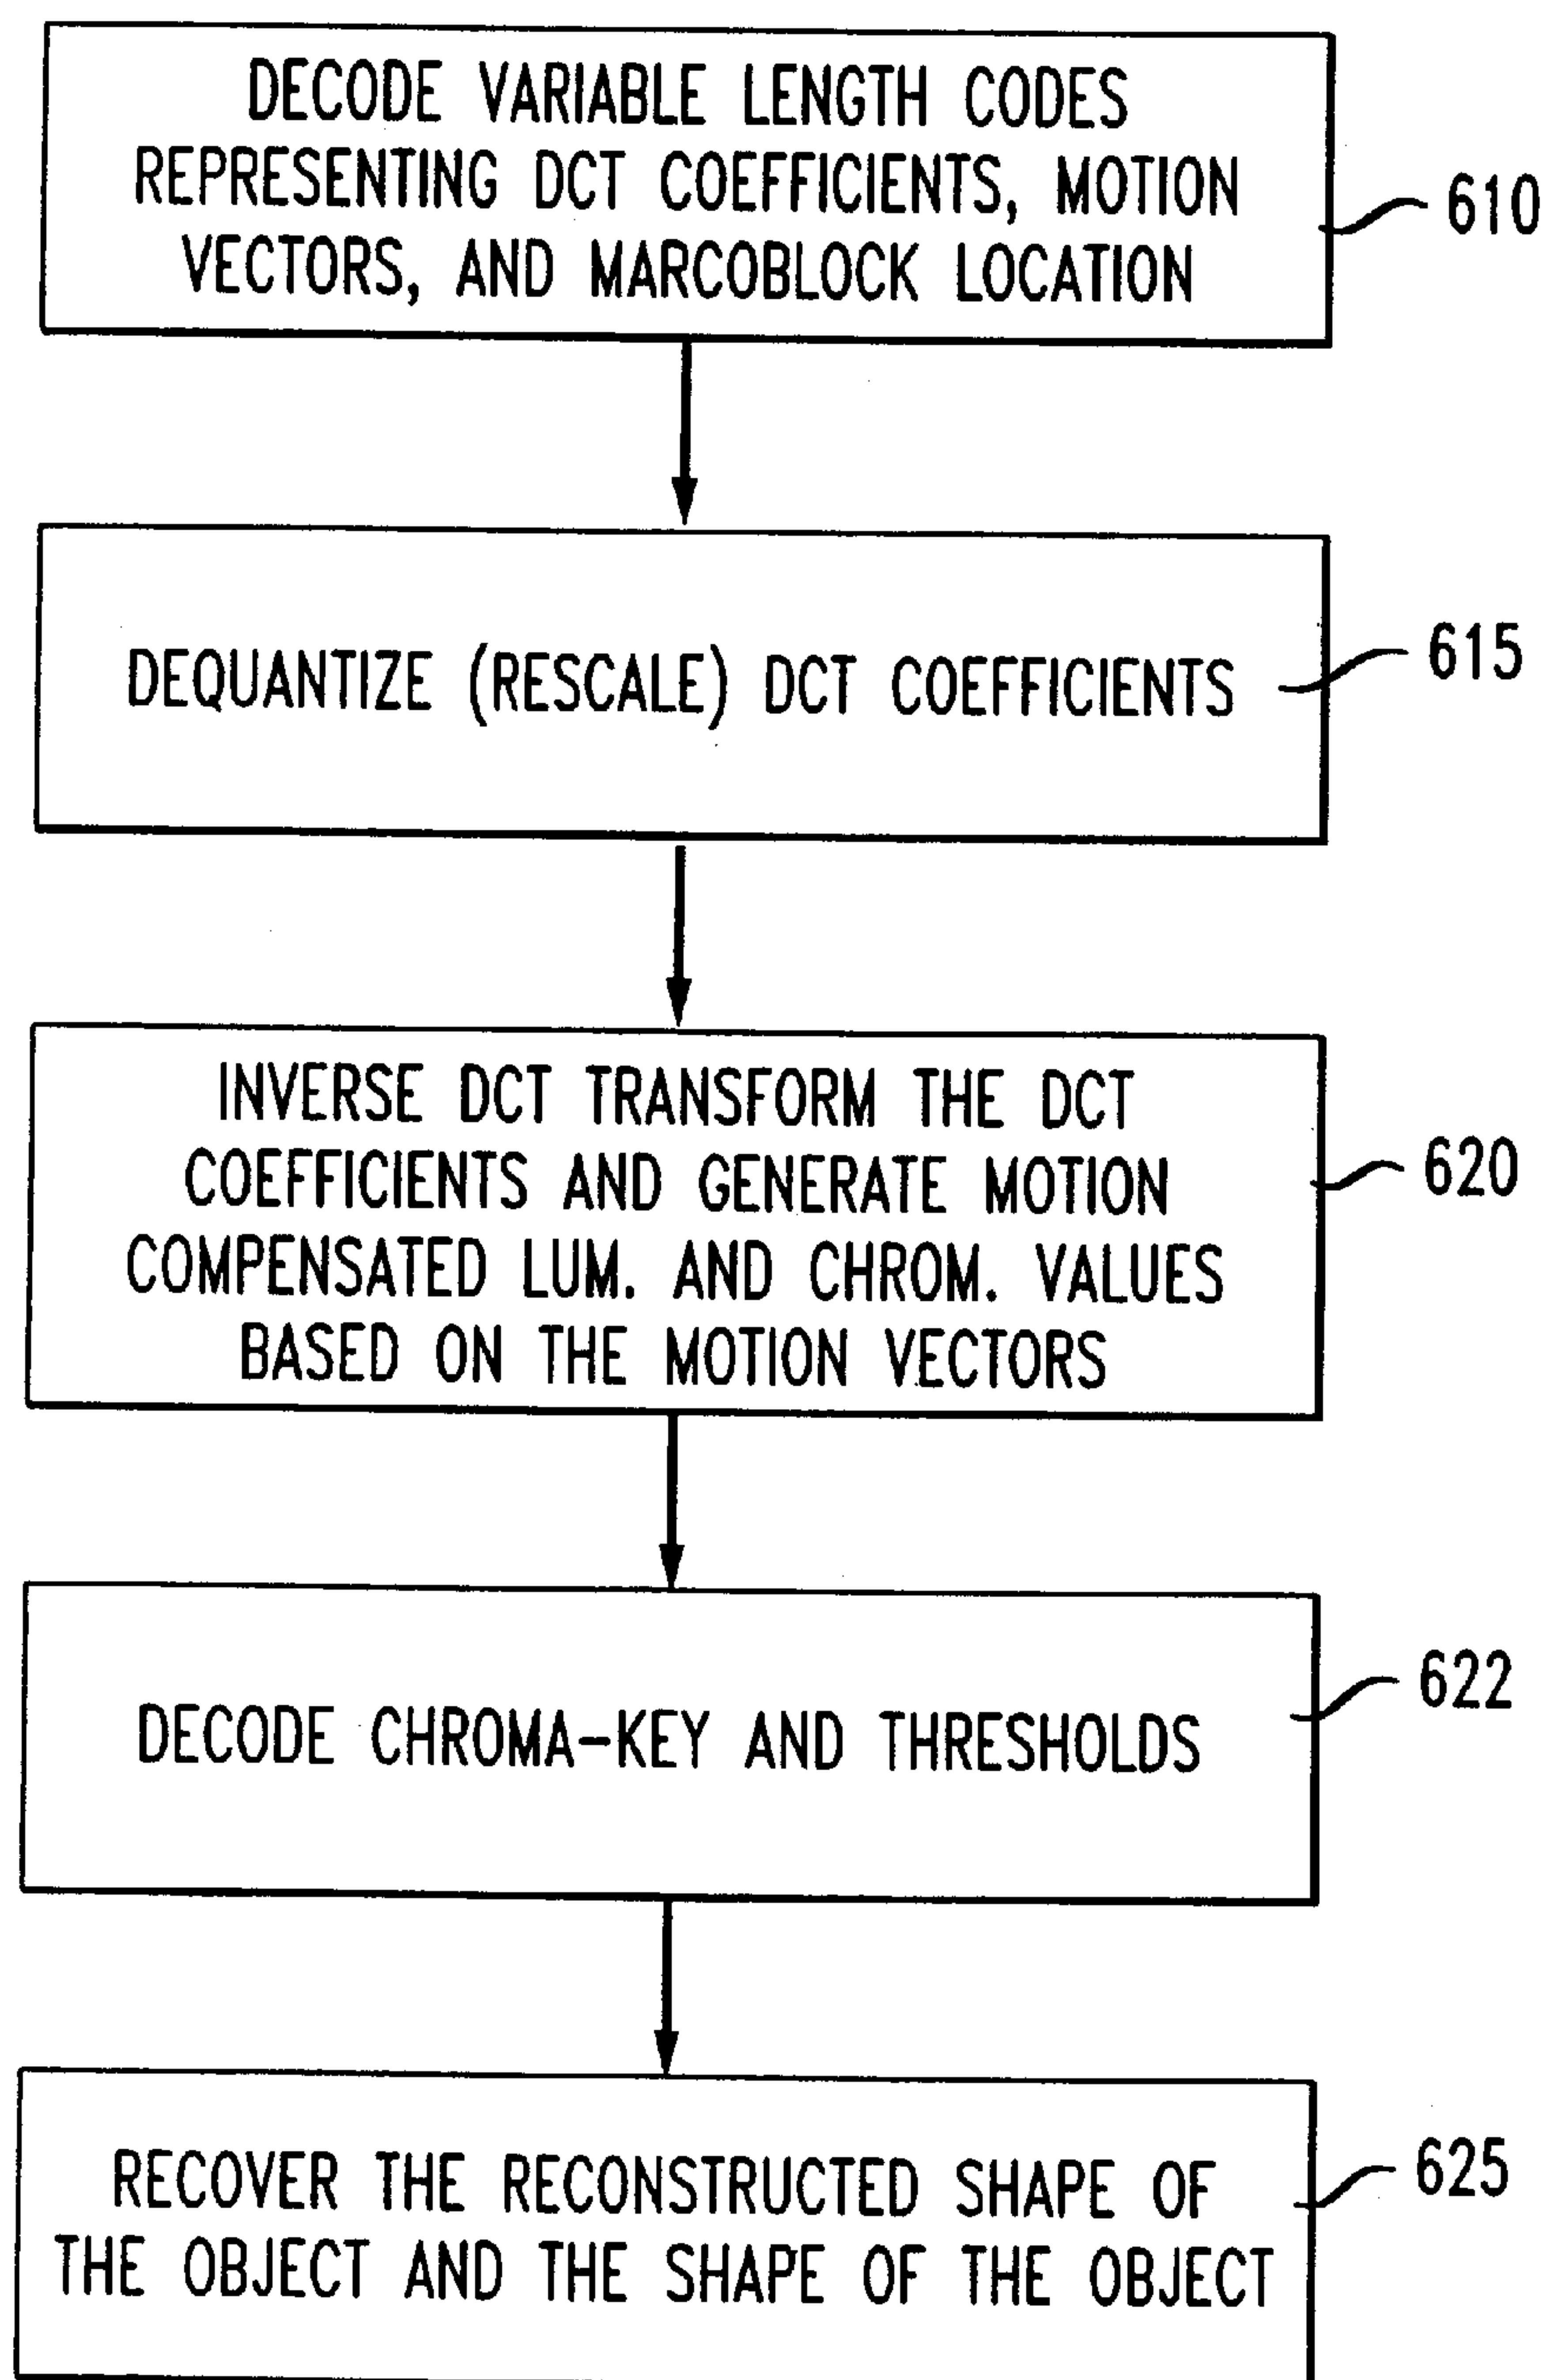 DECODE VARIABLE LENGTH CODES
REPRESENTING DCT COEFFICIENTS, MOTION
VECTORS, AND MARCOBLOCK LOCATION
610
DEQUANTIZE (RESCALE) DCT COEFFICIENTS
615
INVERSE DCT TRANSFORM THE DCT
COEFFICIENTS AND GENERATE MOTION
COMPENSATED LUM. AND CHROM. VALUES
BASED ON THE MOTION VECTORS
620
DECODE CHROMA-KEY AND THRESHOLDS
622
RECOVER THE RECONSTRUCTED SHAPE OF
THE OBJECT AND THE SHAPE OF THE OBJECT
625